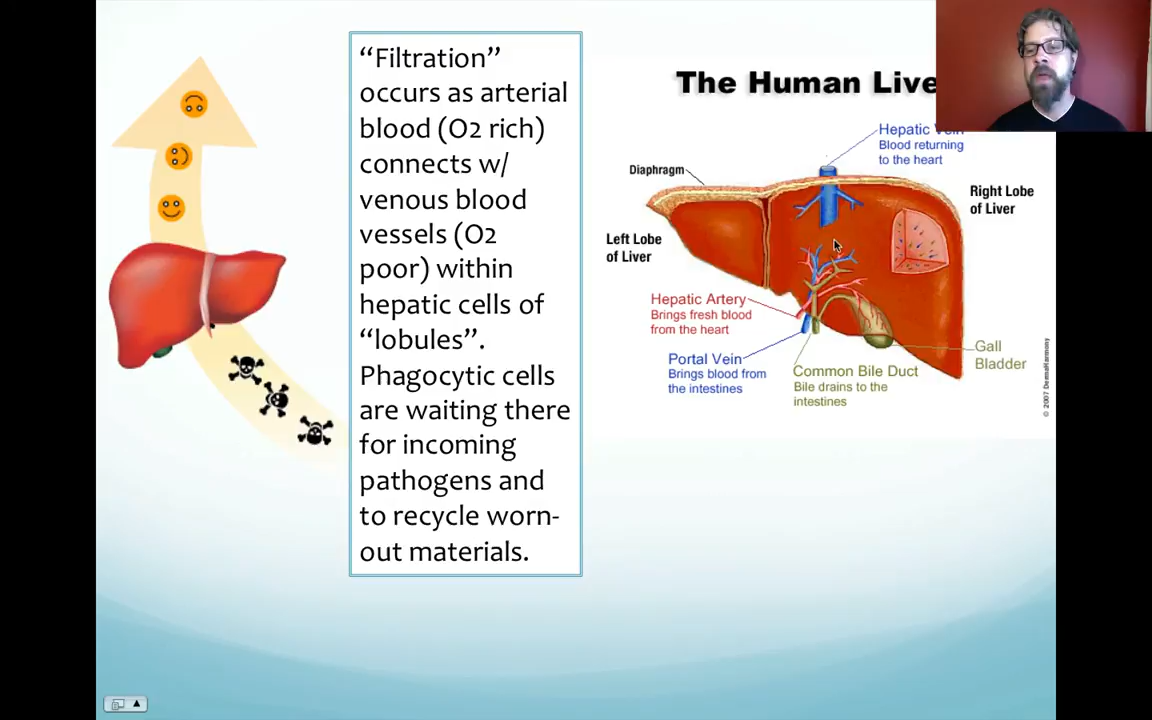 “Filtration”
occurs as arterial
blood (O2 rich)
connects w/
venous blood
vessels (O2
poor) within
hepatic cells of
“lobules”.
Phagocytic cells
are waiting there
for incoming
pathogens and
to recycle worn-
out materials.
The Human Live
Hepatic Vein
Blood returning
to the heart
Diaphragm
Right Lobe
of Liver
Left Lobe
of Liver
Hepatic Artery
Brings fresh blood
from the heart
Portal Vein
Brings blood from
the intestines
Common Bile Duct
Bile drains to the
intestines
Gall
Bladder
© 2007 DermaHarmony